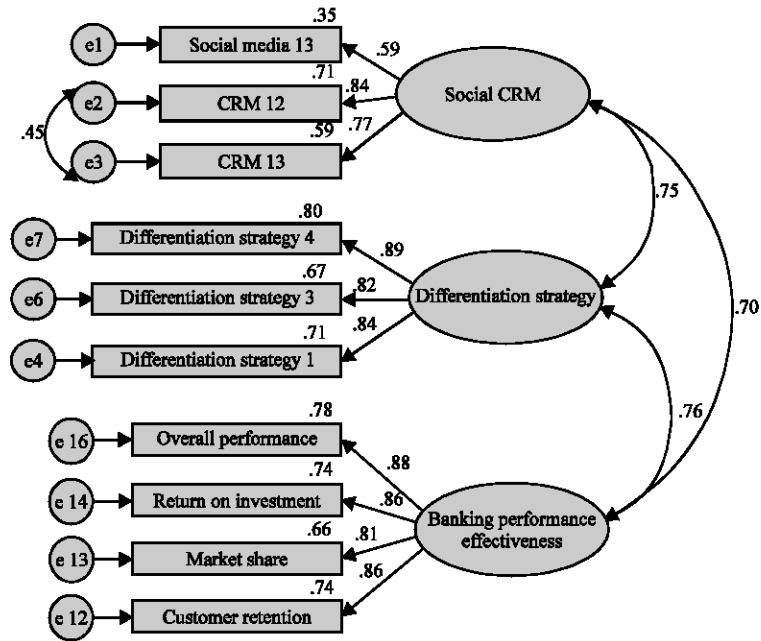 .35
e1
Social media 13
.59
.71
e2
CRM 12
.84
Social CRM
.45
.59
e3
CRM 13
.77
.75
.80
e7
Differentiation strategy 4
.89
.67
e6
Differentiation strategy 3
.82
Differentiation strategy
.70
.71
e4
Differentiation strategy 1
.84
.76
.78
e 16
Overall performance
.88
.74
e 14
Return on investment
.86
Banking performance
effectiveness
.66
e 13
Market share
.81
.74
e 12
Customer retention
.86